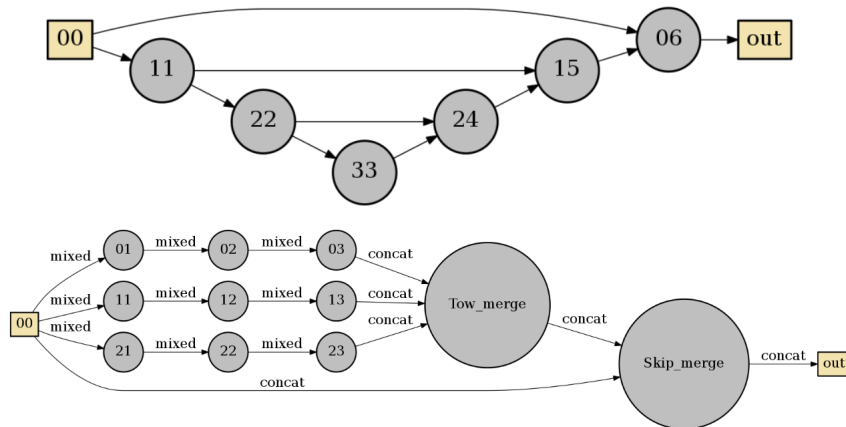 00
06
out
11
15
22
24
33
mixed
01
mixed
02
mixed
03
concat
mixed
11
mixed
12
mixed
13
concat
Tow_merge
concat
00
mixed
21
mixed
22
mixed
23
concat
Skip_merge
concat
out
concat